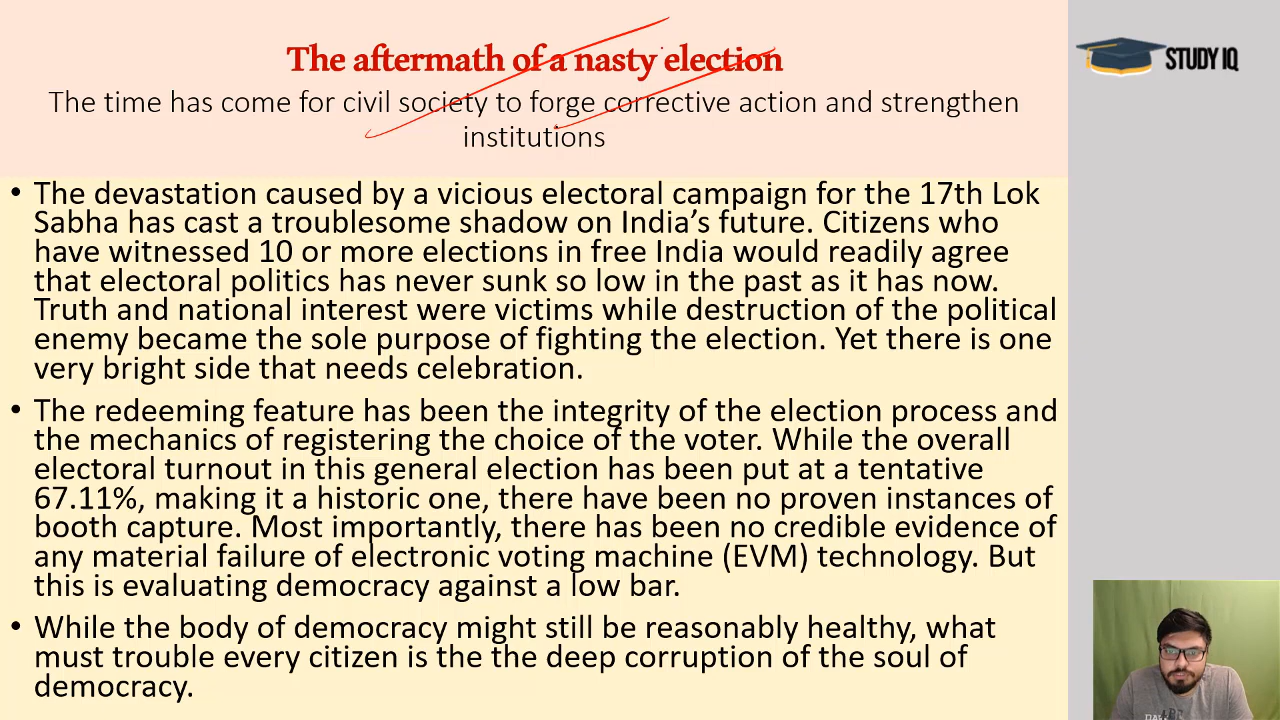 The aftermath of a nasty election
The time has come for civil society to forge corrective action and strengthen
institutions
STUDY IQ
• The devastation caused by a vicious electoral campaign for the 17th Lok
Sabha has cast a troublesome shadow on India's future. Citizens who
have witnessed 10 or more elections in free India would readily agree
that electoral politics has never sunk so low in the past as it has now.
Truth and national interest were victims while destruction of the political
enemy became the sole purpose of fighting the election. Yet there is one
very bright side that needs celebration.
• The redeeming feature has been the integrity of the election process and
the mechanics of registering the choice of the voter. While the overall
electoral turnout in this general election has been put at a tentative
67.11%, making it a historic one, there have been no proven instances of
booth capture. Most importantly, there has been no credible evidence of
any material failure of electronic voting machine (EVM) technology. But
this is evaluating democracy against a low bar.
• While the body of democracy might still be reasonably healthy, what
must trouble every citizen is the the deep corruption of the soul of
democracy.